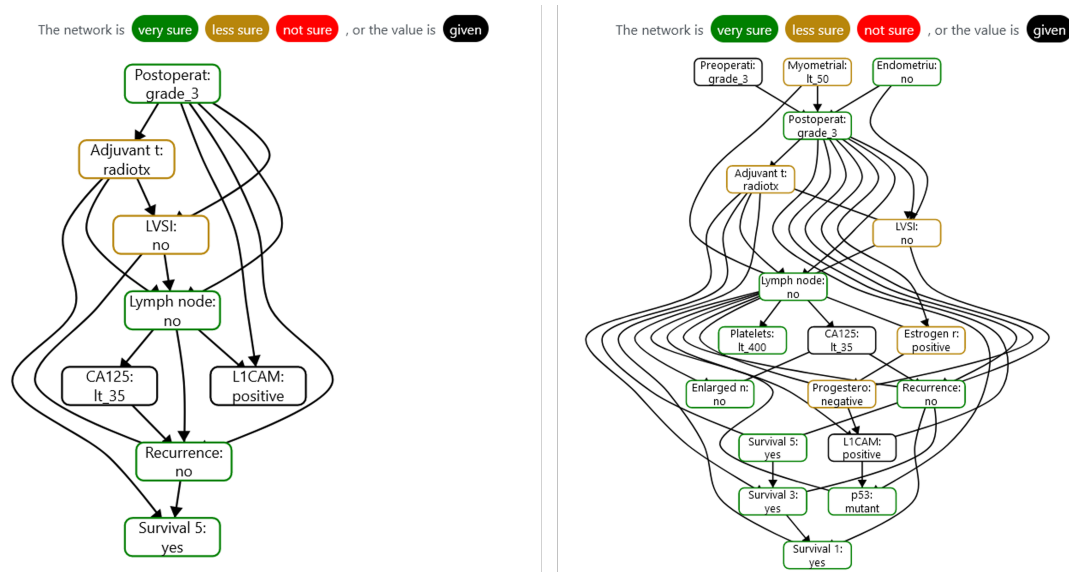 The network is very sure less sure not sure , or the value is given
Postoperat:
grade_3
Adjuvant t:
radiotx
LVSI:
no
Lymph node:
no
CA125:
lt_35
L1CAM:
positive
Recurrence:
no
Survival 5:
yes
The network is very sure less sure not sure , or the value is given
Preoperati:
grade_3
Myometrial:
lt_50
Endometriu:
no
Postoperat:
grade_3
Adjuvant t:
radiotx
LVSI:
no
Lymph node:
no
Platelets:
lt_400
CA125:
lt_35
Estrogen r:
positive
Enlarged n:
no
Progestero:
negative
Recurrence:
no
Survival 5:
yes
L1CAM:
positive
Survival 3:
yes
p53:
mutant
Survival 1:
yes